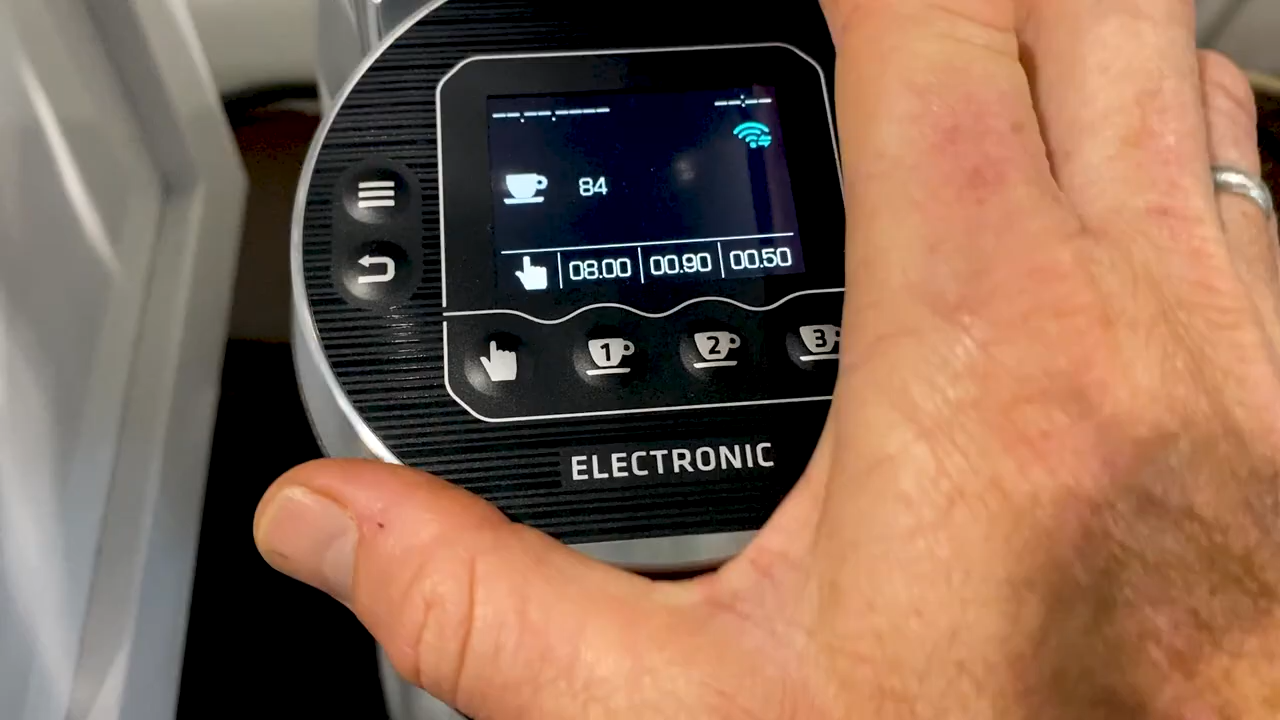 --.--.---- --:--
84
08.00 00.90 00.50
1 2 3
ELECTRONIC